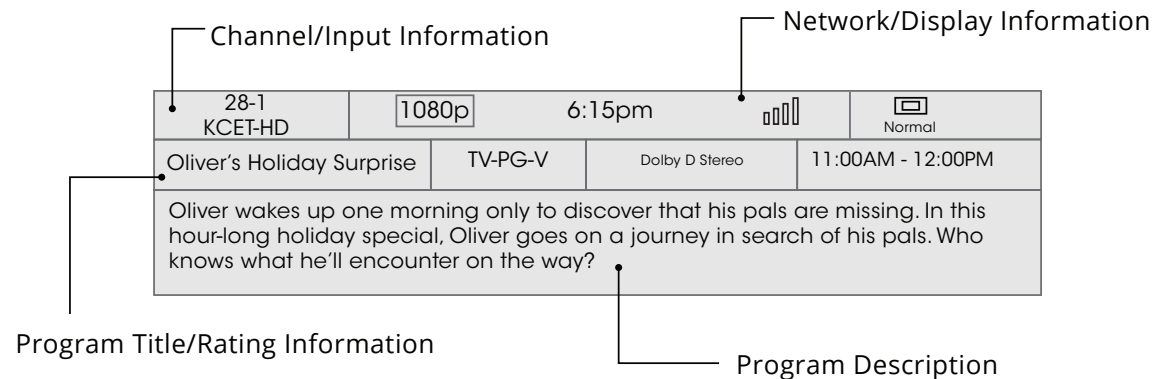 Channel/Input Information
Network/Display Information
28-1
KCET-HD
1080p
6:15pm
Normal
Oliver's Holiday Surprise
TV-PG-V
Dolby D Stereo
11:00AM - 12:00PM
Oliver wakes up one morning only to discover that his pals are missing. In this
hour-long holiday special, Oliver goes on a journey in search of his pals. Who
knows what he'll encounter on the way?
Program Title/Rating Information
Program Description